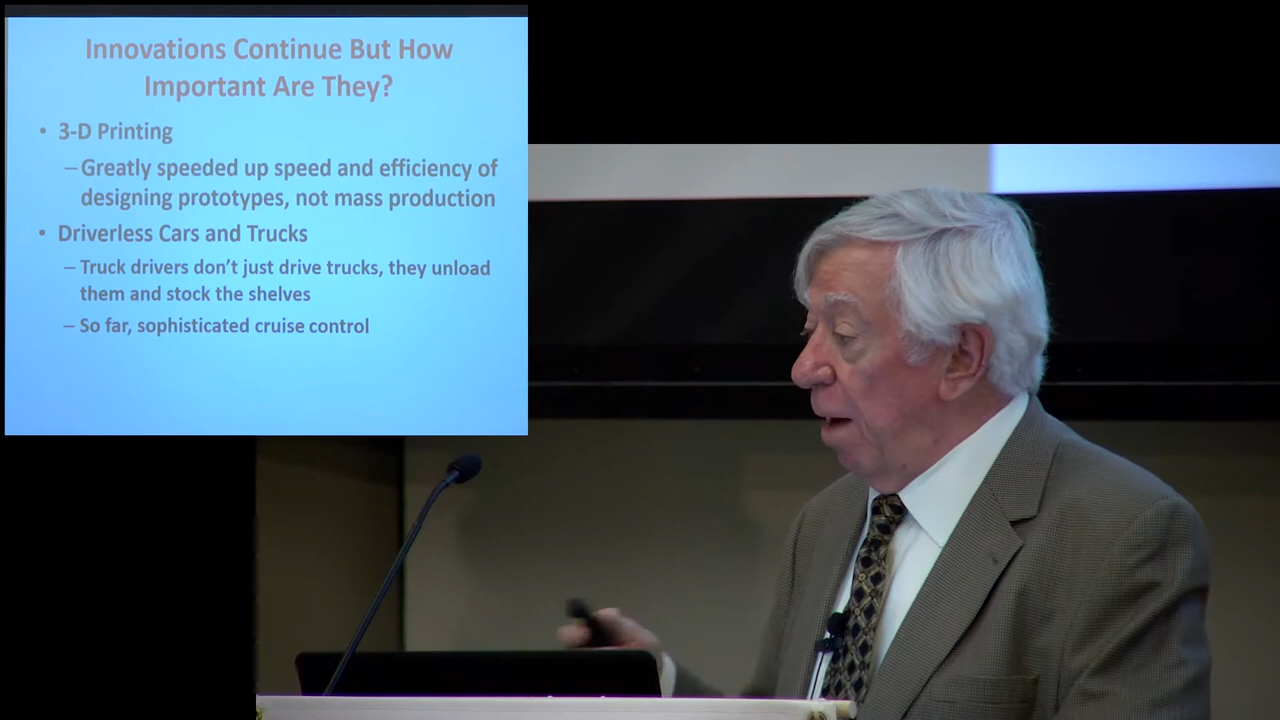 Innovations Continue But How
Important Are They?
• 3-D Printing
– Greatly speeded up speed and efficiency of
designing prototypes, not mass production
• Driverless Cars and Trucks
– Truck drivers don't just drive trucks, they unload
them and stock the shelves
– So far, sophisticated cruise control